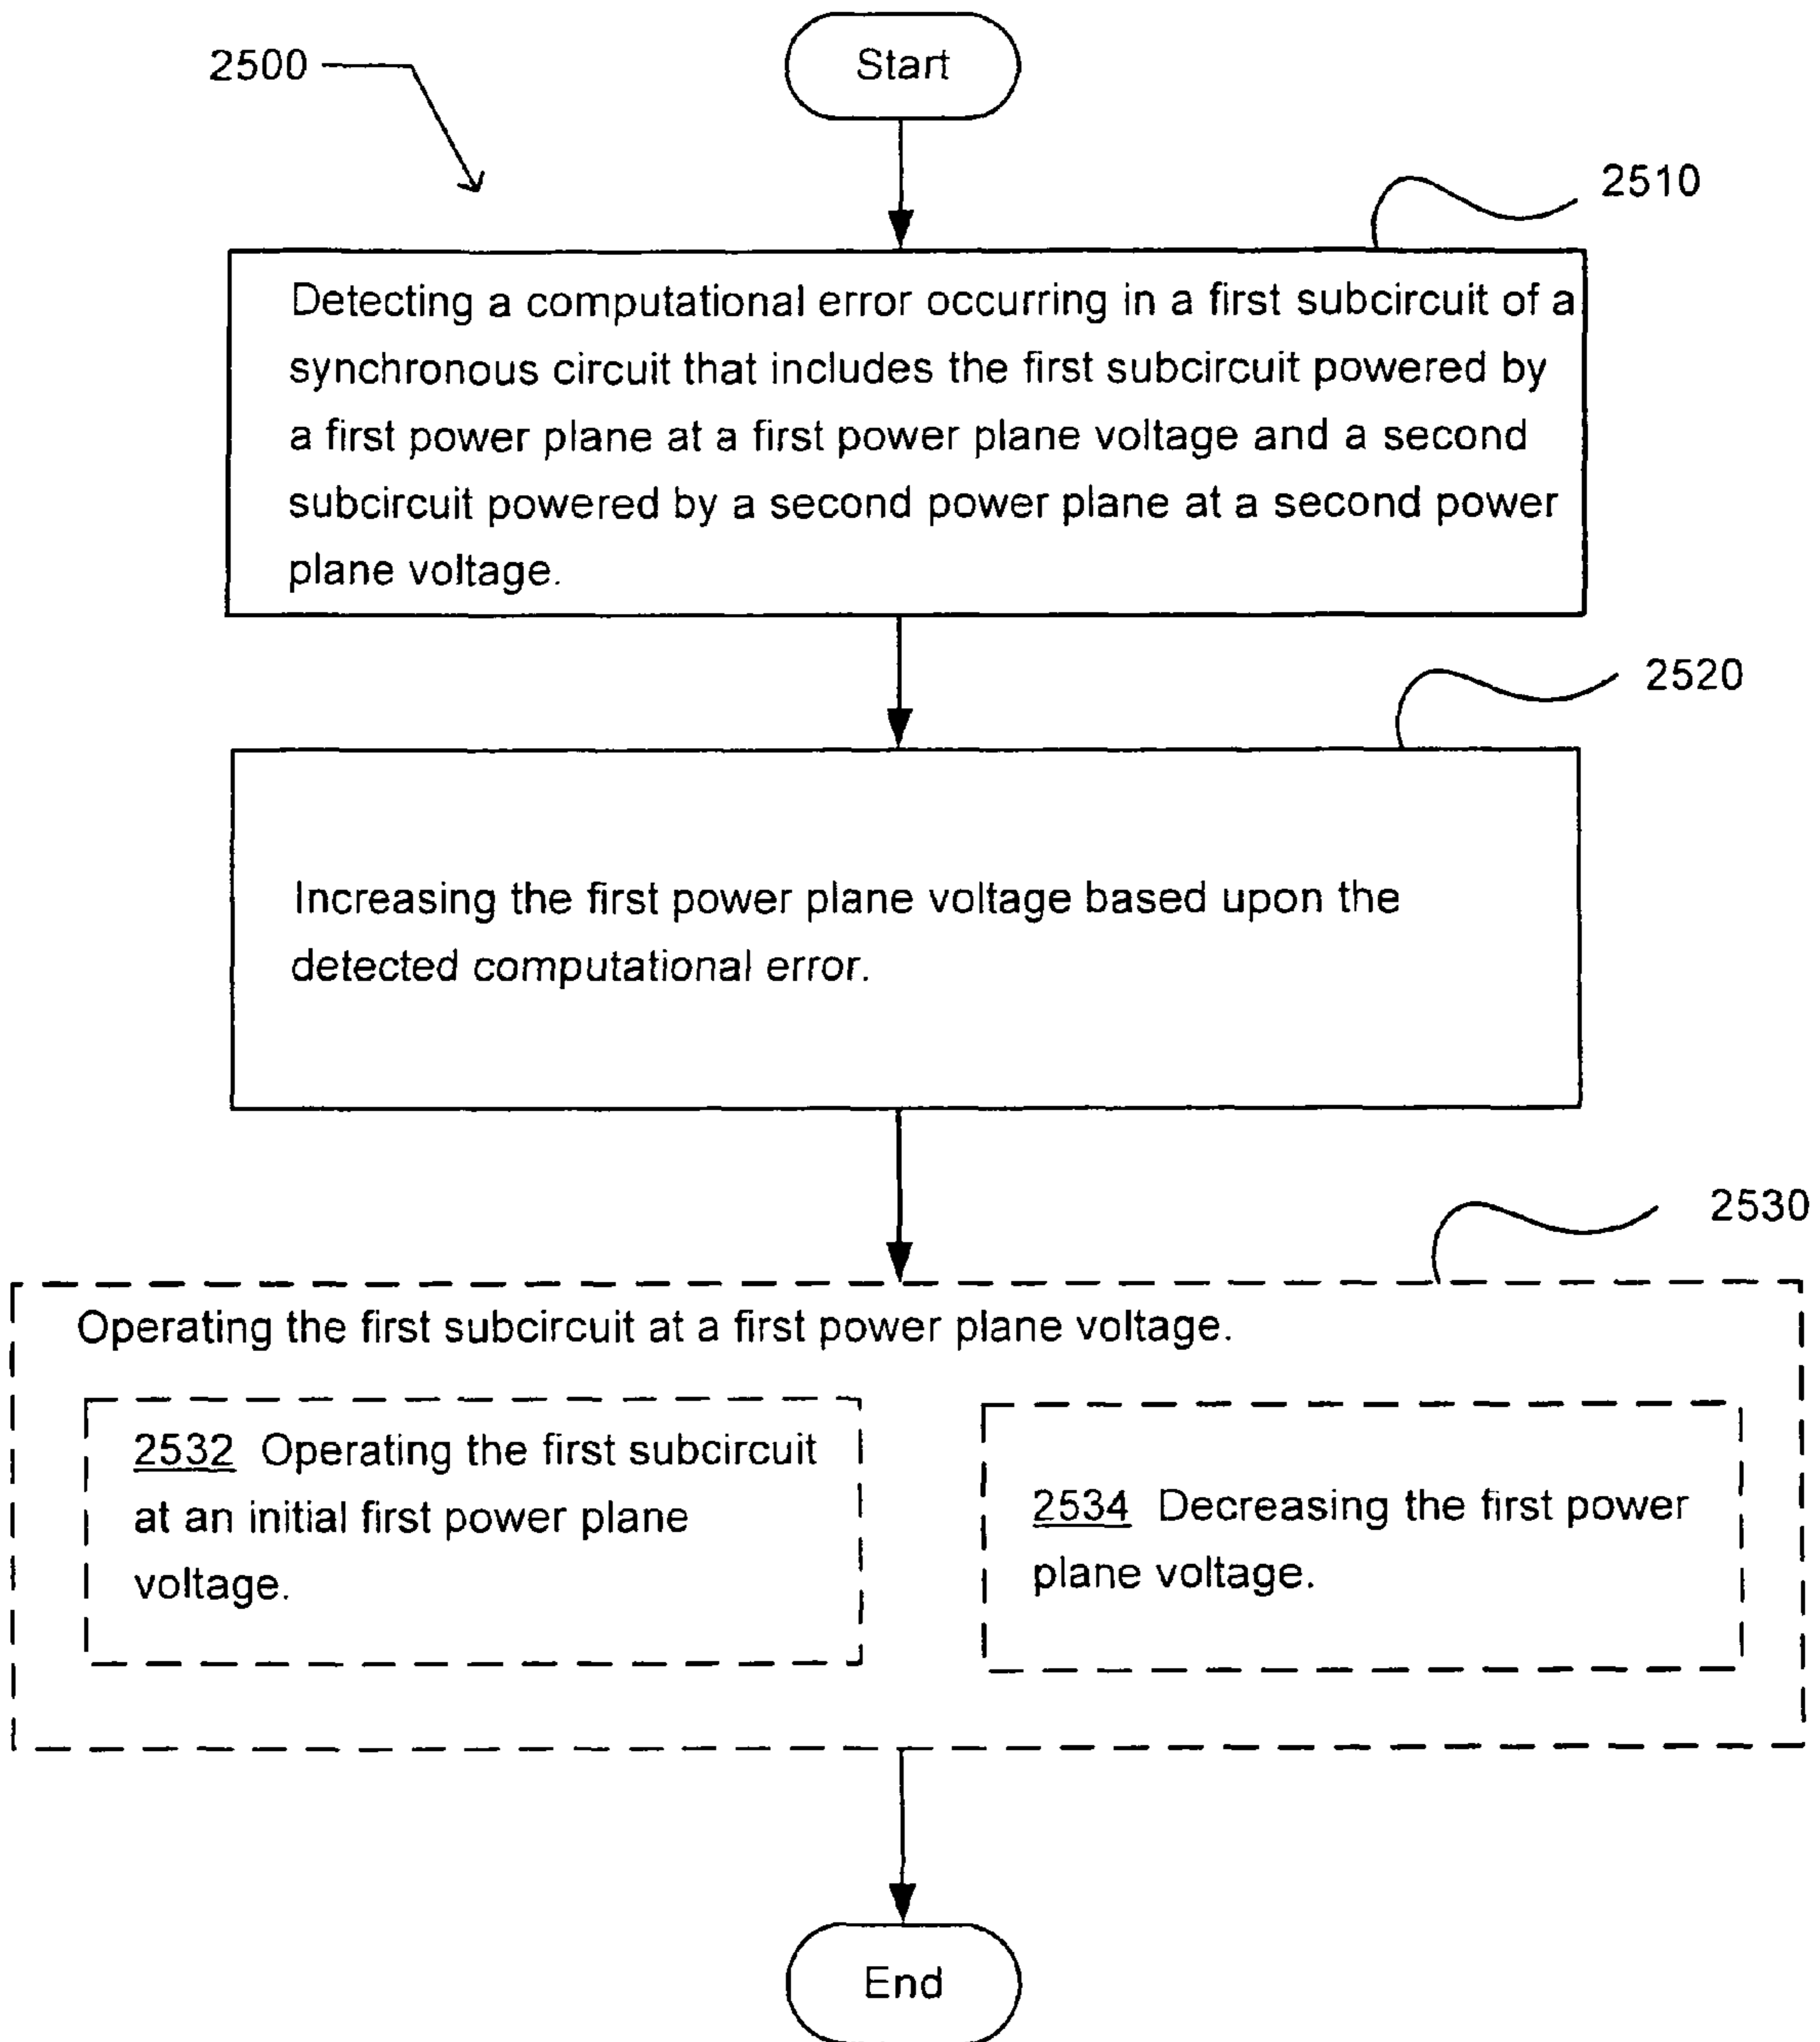 Start
2500
2510
Detecting a computational error occurring in a first subcircuit of a
synchronous circuit that includes the first subcircuit powered by
a first power plane at a first power plane voltage and a second
subcircuit powered by a second power plane at a second power
plane voltage.
2520
Increasing the first power plane voltage based upon the
detected computational error.
2530
Operating the first subcircuit at a first power plane voltage.
2532 Operating the first subcircuit
at an initial first power plane
voltage.
2534 Decreasing the first power
plane voltage.
End